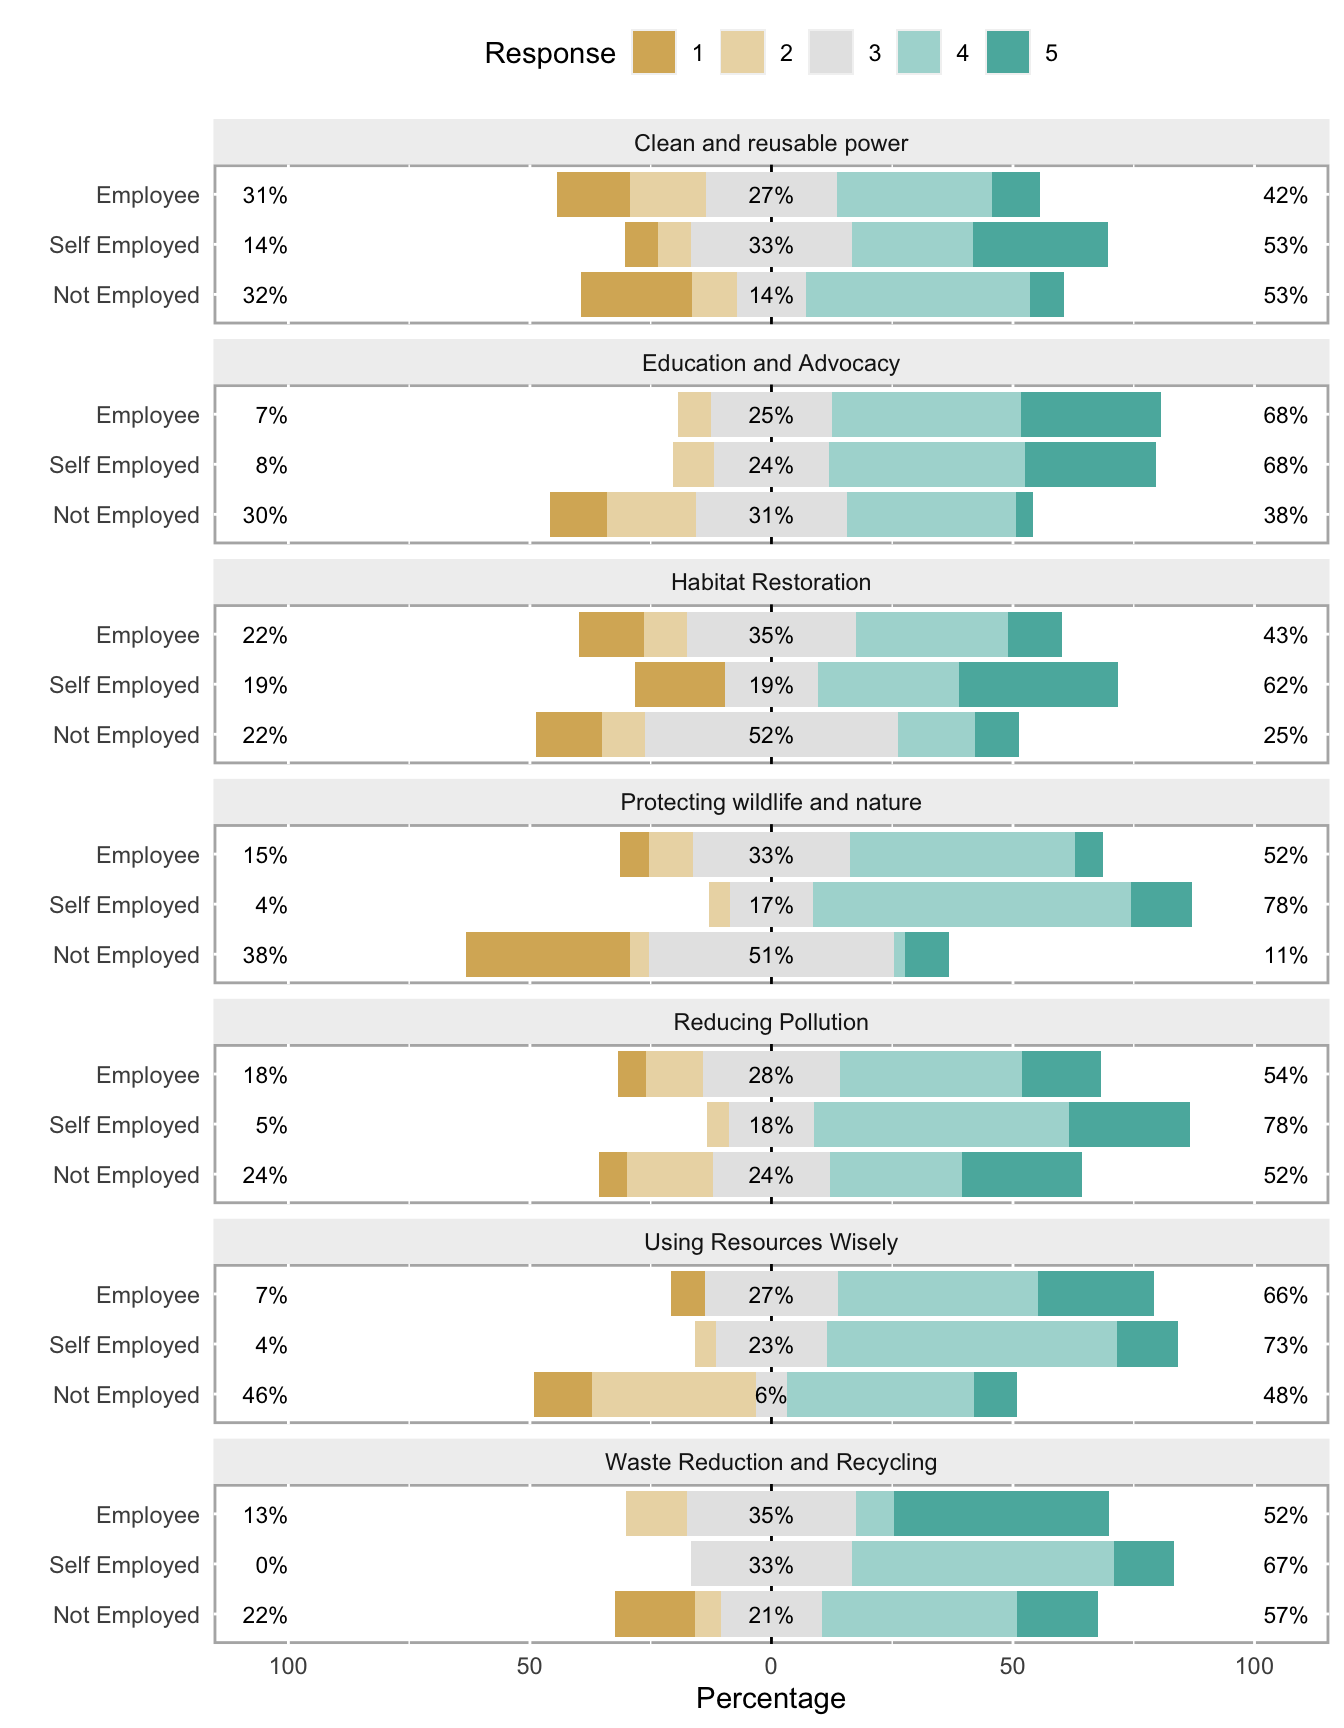 Response 1 2 3 4 5
Clean and reusable power
Employee 31% 27% 42%
Self Employed 14% 33% 53%
Not Employed 32% 14% 53%
Education and Advocacy
Employee 7% 25% 68%
Self Employed 8% 24% 68%
Not Employed 30% 31% 38%
Habitat Restoration
Employee 22% 35% 43%
Self Employed 19% 19% 62%
Not Employed 22% 52% 25%
Protecting wildlife and nature
Employee 15% 33% 52%
Self Employed 4% 17% 78%
Not Employed 38% 51% 11%
Reducing Pollution
Employee 18% 28% 54%
Self Employed 5% 18% 78%
Not Employed 24% 24% 52%
Using Resources Wisely
Employee 7% 27% 66%
Self Employed 4% 23% 73%
Not Employed 46% 6% 48%
Waste Reduction and Recycling
Employee 13% 35% 52%
Self Employed 0% 33% 67%
Not Employed 22% 21% 57%
100 50 0 50 100
Percentage